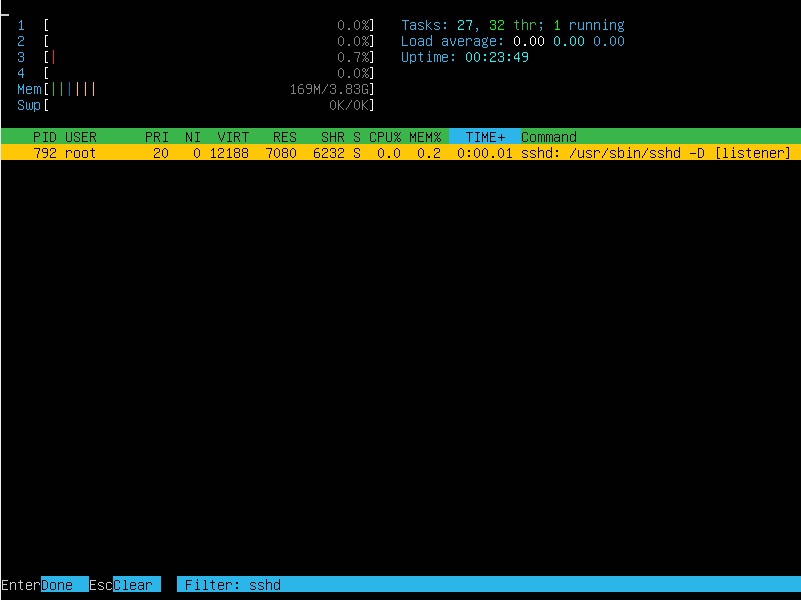 1 [ 0.0%] Tasks: 27, 32 thr; 1 running
2 [ 0.0%] Load average: 0.00 0.00 0.00
3 [| 0.7%] Uptime: 00:23:49
4 [ 0.0%]
Mem[|||||| 169M/3.83G]
Swp[ 0K/0K]
PID USER PRI NI VIRT RES SHR S CPU% MEM% TIME+ Command
792 root 20 0 12188 7080 6232 S 0.0 0.2 0:00.01 sshd: /usr/sbin/sshd -D [listener]
EnterDone EscClear Filter: sshd